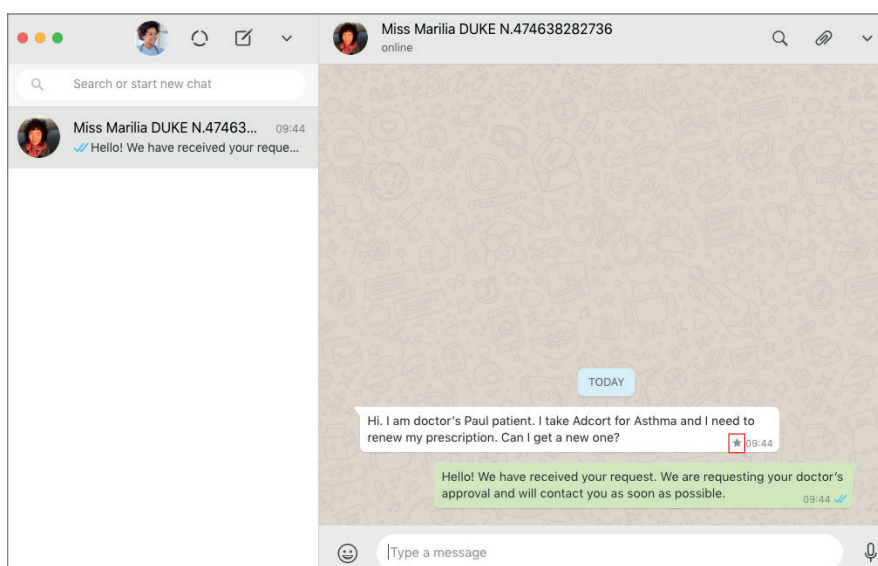 Miss Marilia DUKE N.474638282736
online
Search or start new chat
Miss Marilia DUKE N.47463... 09:44
Hello! We have received your reque...
TODAY
Hi. I am doctor's Paul patient. I take Adcort for Asthma and I need to
renew my prescription. Can I get a new one?
09:44
Hello! We have received your request. We are requesting your doctor's
approval and will contact you as soon as possible.
09:44
Type a message